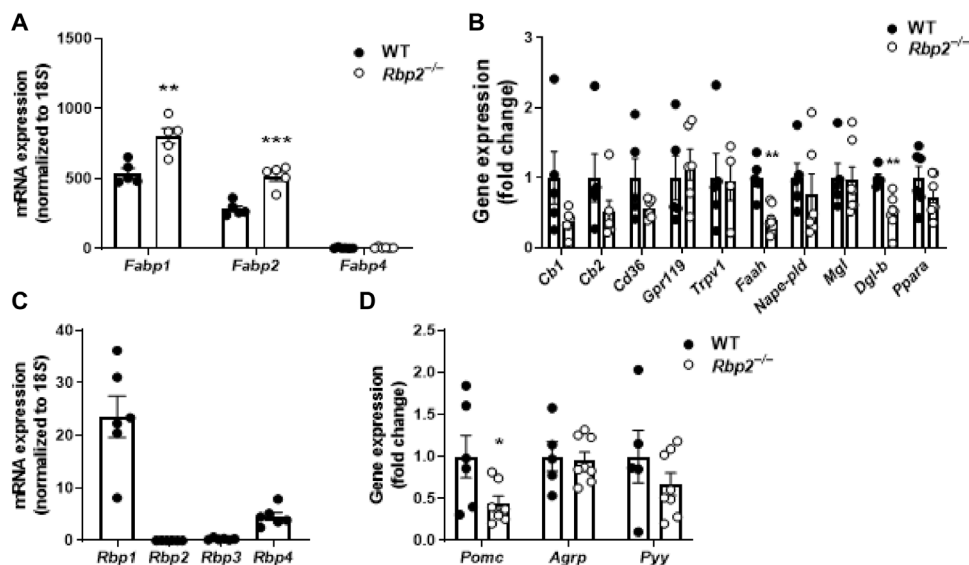 A
mRNA expression
(normalized to 18S)
1500
1000
500
0
WT
Rbp2−/−
**
***
Fabp1 Fabp2 Fabp4
B
Gene expression
(fold change)
3
2
1
0
WT
Rbp2−/−
**
**
Cb1 Cb2 Cd36 Gpr119 Trpv1 Faah Nape-pld Mgl Dgl-b Ppara
C
mRNA expression
(normalized to 18S)
40
30
20
10
0
Rbp1 Rbp2 Rbp3 Rbp4
D
Gene expression
(fold change)
2.5
2.0
1.5
1.0
0.5
0.0
WT
Rbp2−/−
*
Pomc Agrp Pyy